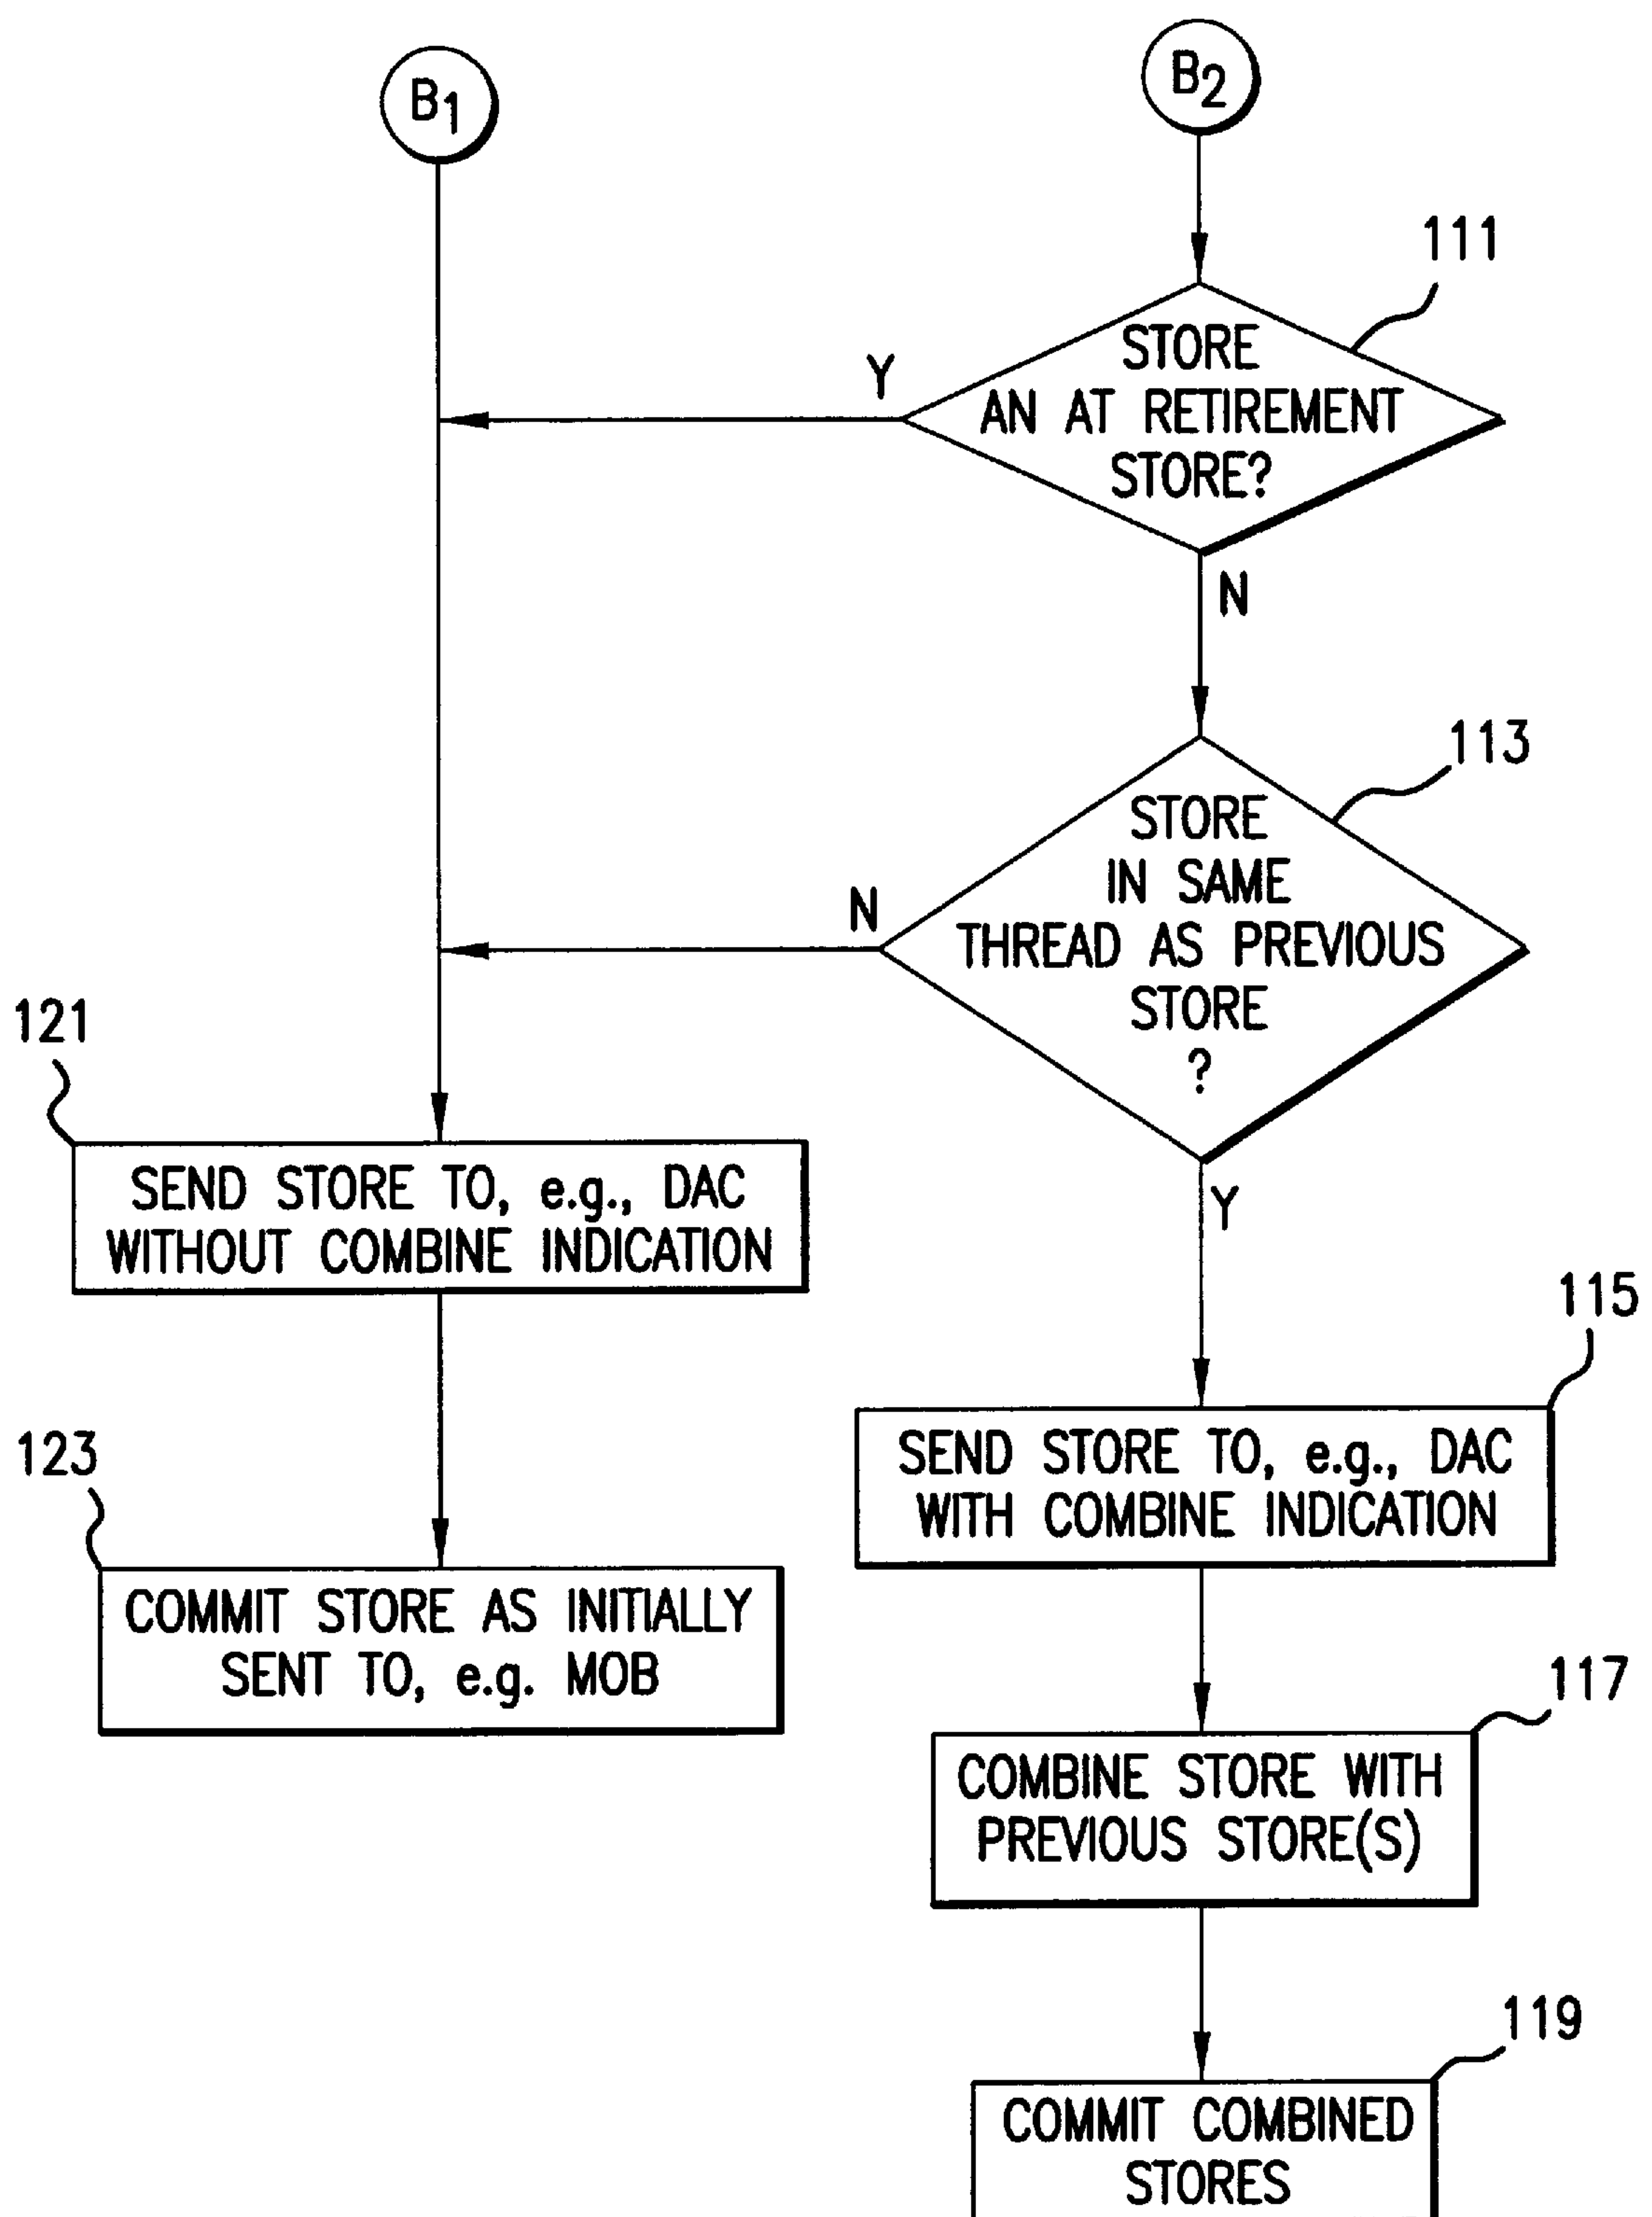 B1
B2
111
STORE
AN AT RETIREMENT
STORE?
Y
N
113
STORE
IN SAME
THREAD AS PREVIOUS
STORE
?
N
Y
121
SEND STORE TO, e.g., DAC
WITHOUT COMBINE INDICATION
115
SEND STORE TO, e.g., DAC
WITH COMBINE INDICATION
123
COMMIT STORE AS INITIALLY
SENT TO, e.g. MOB
117
COMBINE STORE WITH
PREVIOUS STORE(S)
119
COMMIT COMBINED
STORES